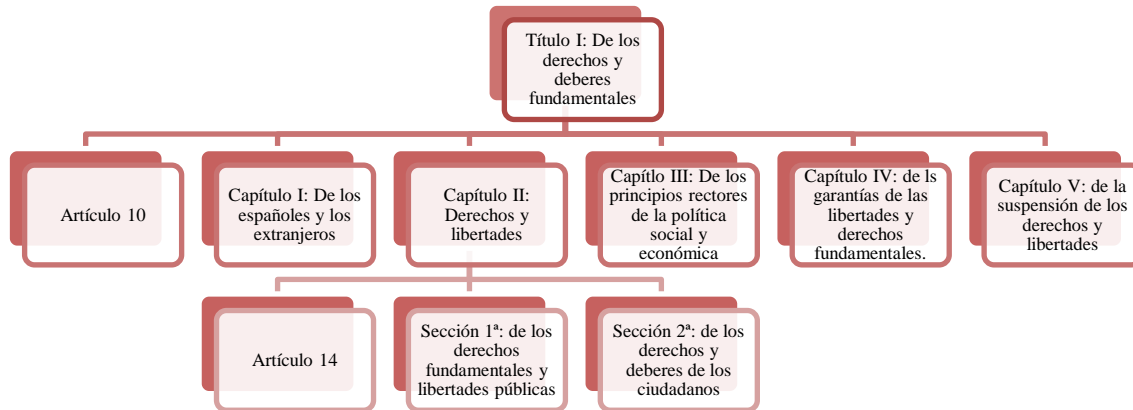 Título I: De los
derechos y
deberes
fundamentales
Artículo 10
Capítulo I: De los
españoles y los
extranjeros
Capítulo II:
Derechos y
libertades
Capítlo III: De los
principios rectores
de la política
social y
económica
Capítulo IV: de ls
garantías de las
libertades y
derechos
fundamentales.
Capítulo V: de la
suspensión de los
derechos y
libertades
Artículo 14
Sección 1ª: de los
derechos
fundamentales y
libertades públicas
Sección 2ª: de los
derechos y
deberes de los
ciudadanos